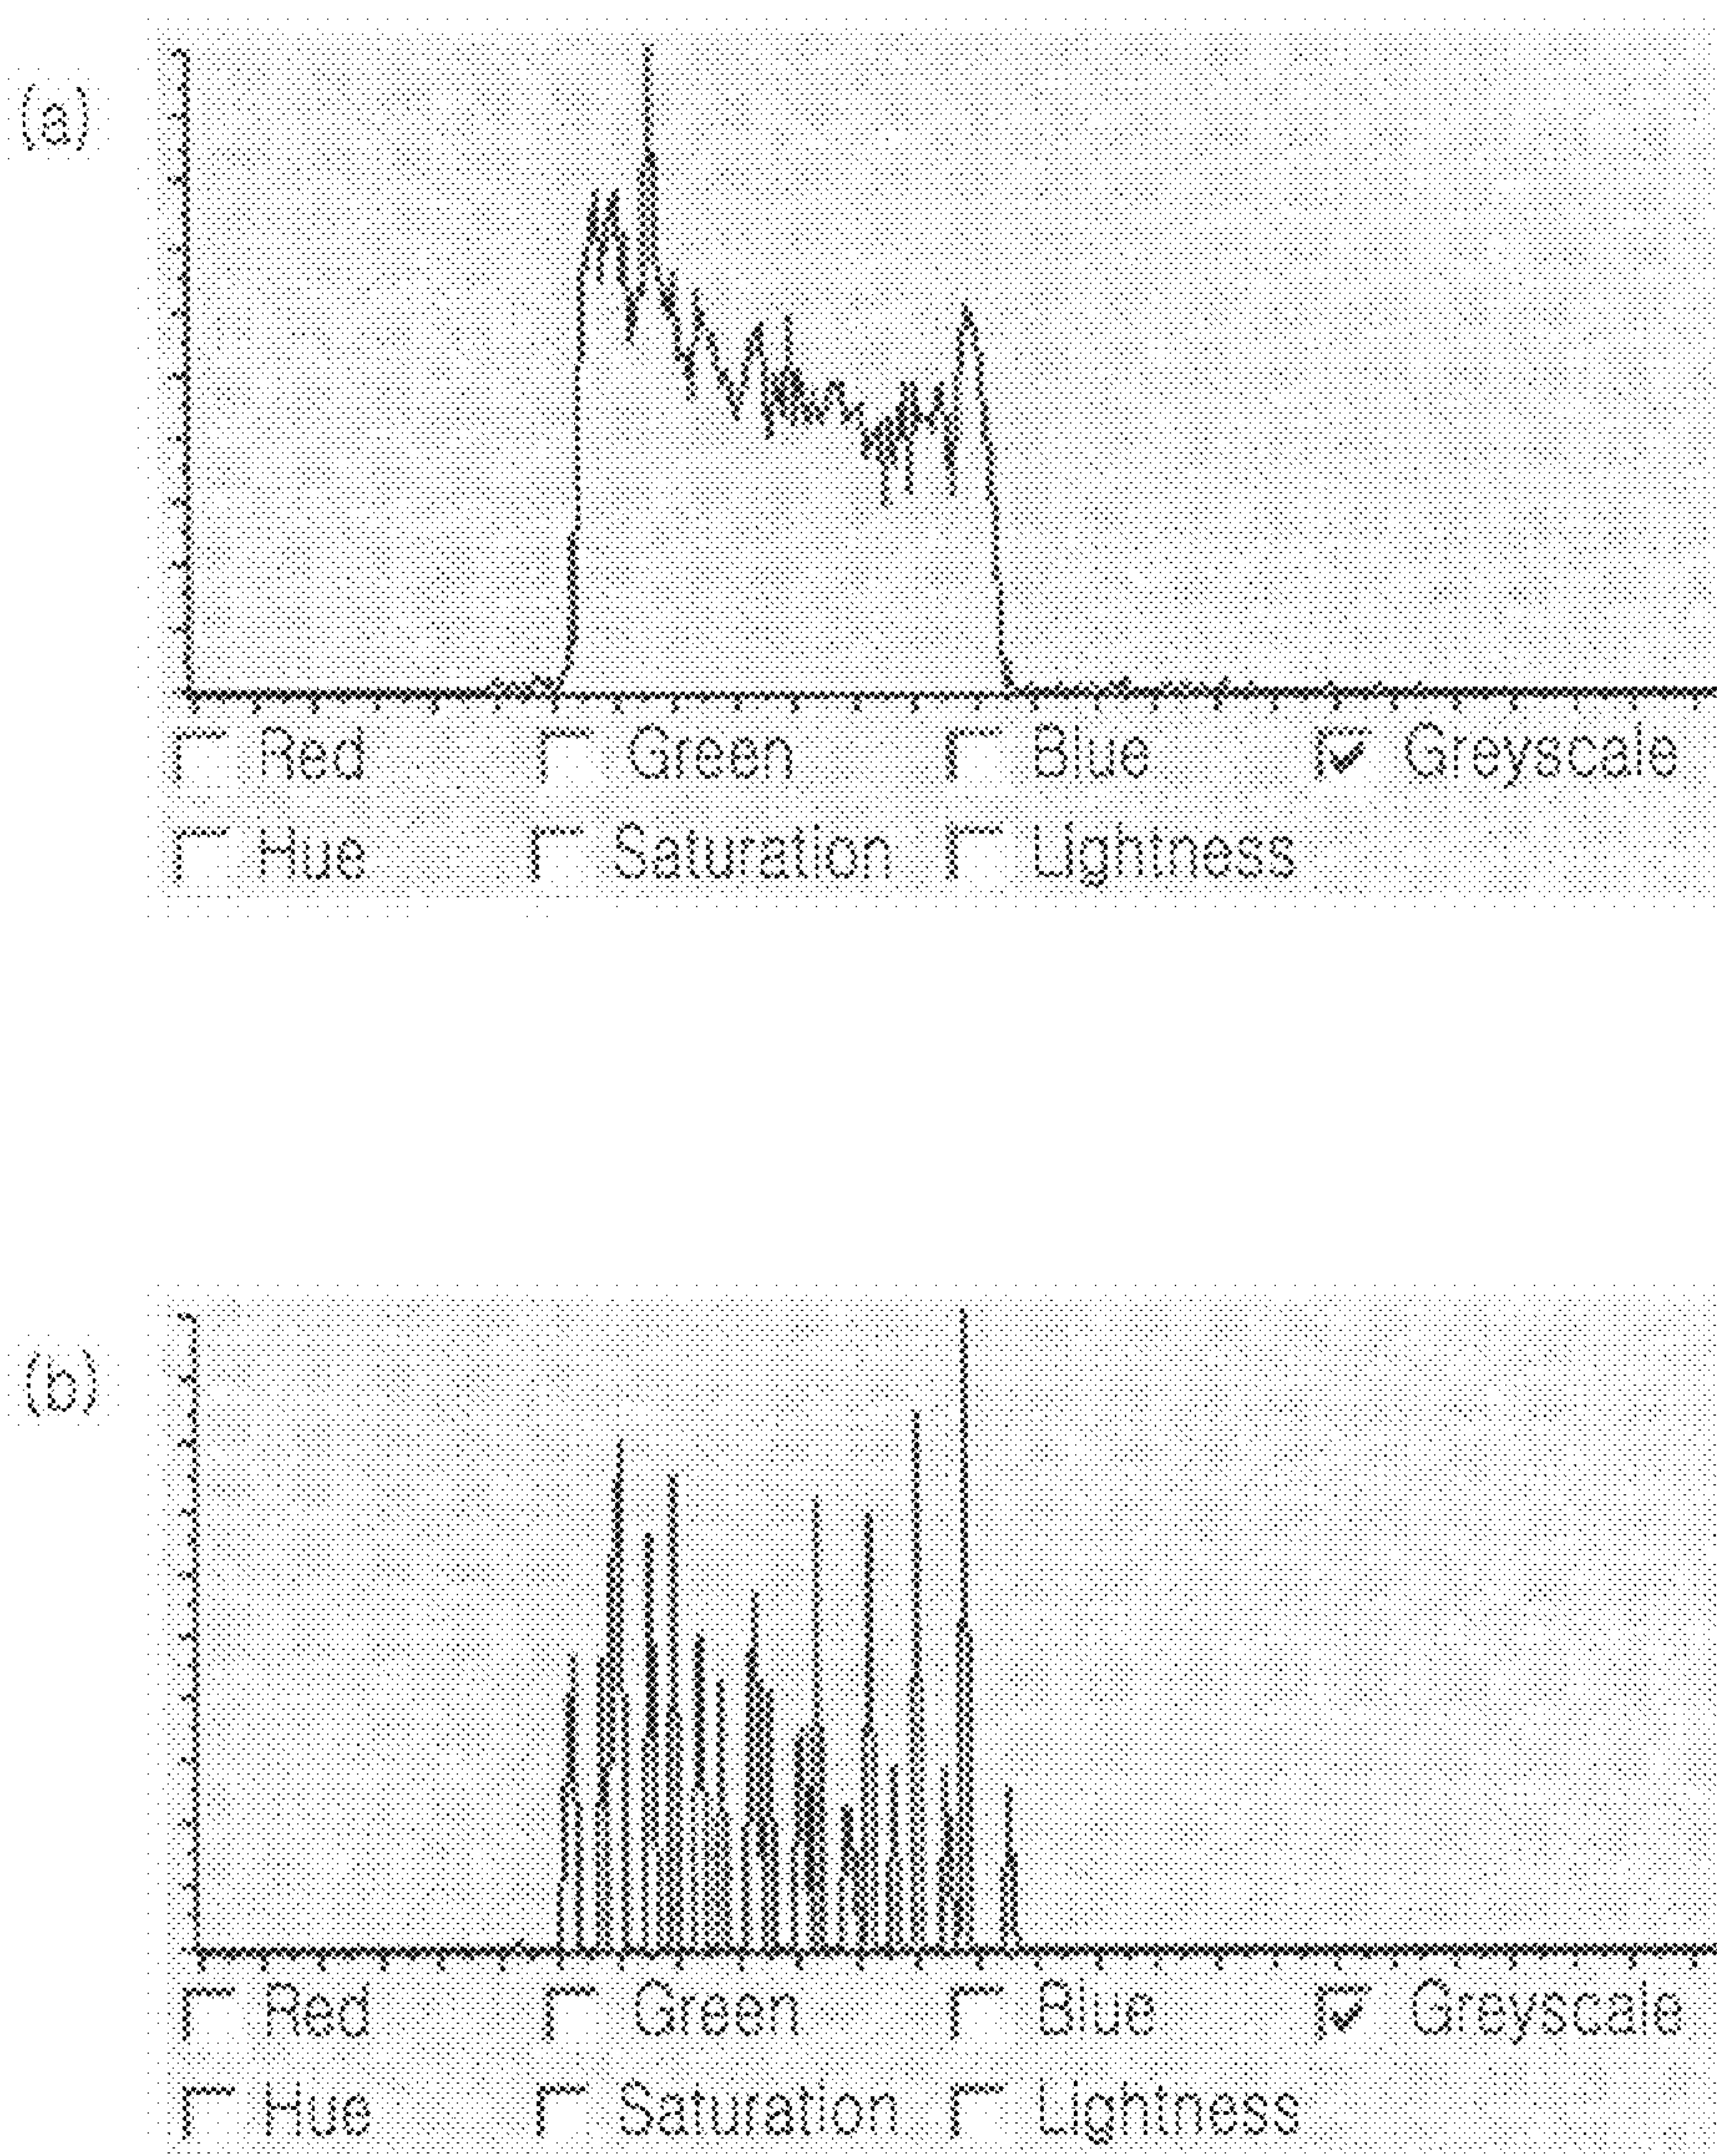 (a)
Red Green Blue Greyscale
Hue Saturation Lightness
(b)
Red Green Blue Greyscale
Hue Saturation Lightness